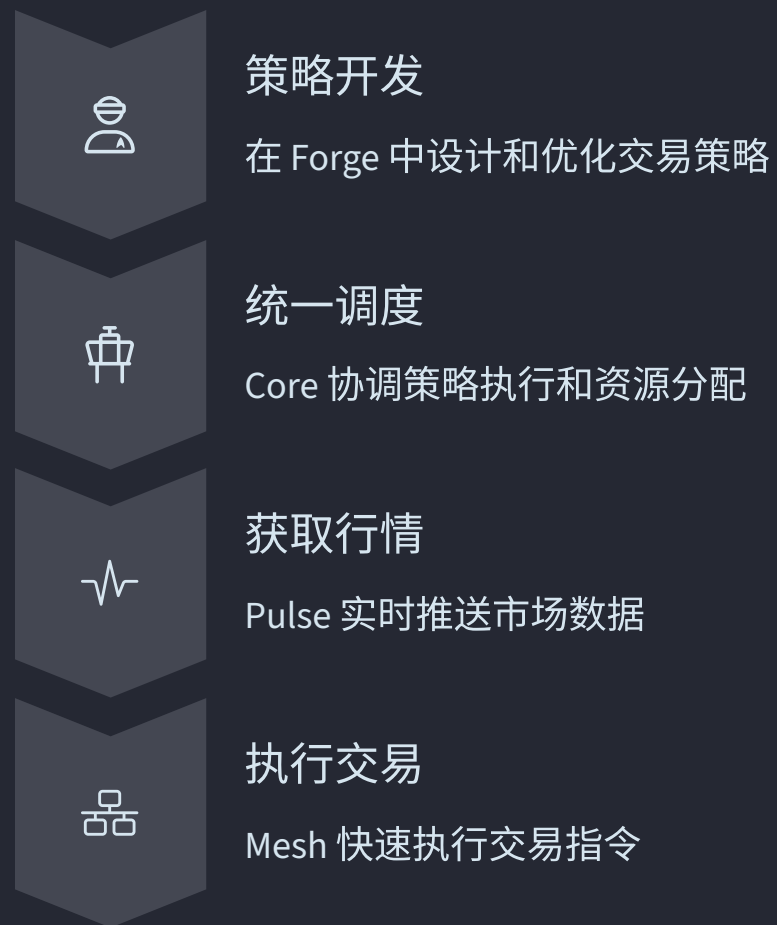 策略开发
在 Forge 中设计和优化交易策略
统一调度
Core 协调策略执行和资源分配
获取行情
Pulse 实时推送市场数据
执行交易
Mesh 快速执行交易指令